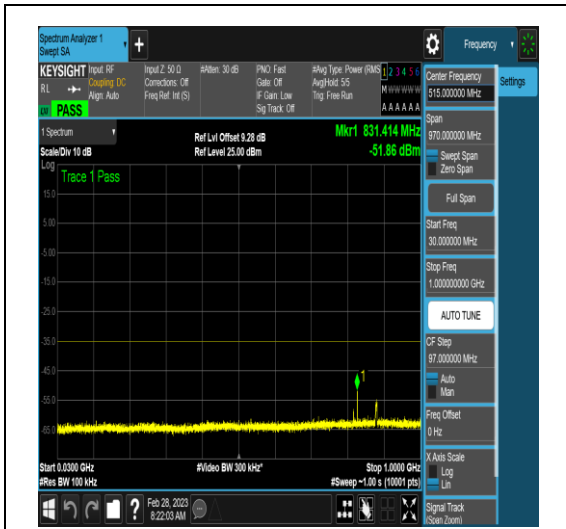 Spectrum Analyzer 1
Swept SA
Frequency
KEYSIGHT
RL
PASS
Input: RF
Coupling: DC
Align: Auto
Input Z: 50 Ω
Corrections: Off
Freq Ref: Int (S)
#Atten: 30 dB
PNO: Fast
Gate: Off
IF Gain: Low
Sig Track: Off
#Avg Type: Power (RMS
Avg|Hold: 5/5
Trig: Free Run
1 2 3 4 5 6
M W W W W W
A A A A A A
Center Frequency
515.000000 MHz
Settings
1 Spectrum
Ref Lvl Offset 9.28 dB
Mkr1 831.414 MHz
Scale/Div 10 dB
Ref Level 25.00 dBm
-51.86 dBm
Span
970.000000 MHz
Swept Span
Zero Span
Log
Trace 1 Pass
15.0
5.00
-5.00
-15.0
-25.0
-35.0
-45.0
-55.0
-65.0
1
Full Span
Start Freq
30.000000 MHz
Stop Freq
1.000000000 GHz
AUTO TUNE
CF Step
97.000000 MHz
Auto
Man
Freq Offset
0 Hz
X Axis Scale
Log
Lin
Signal Track
(Span Zoom)
Start 0.0300 GHz
#Video BW 300 kHz*
Stop 1.0000 GHz
#Res BW 100 kHz
#Sweep ~1.00 s (10001 pts)
?
Feb 28, 2023
8:22:03 AM